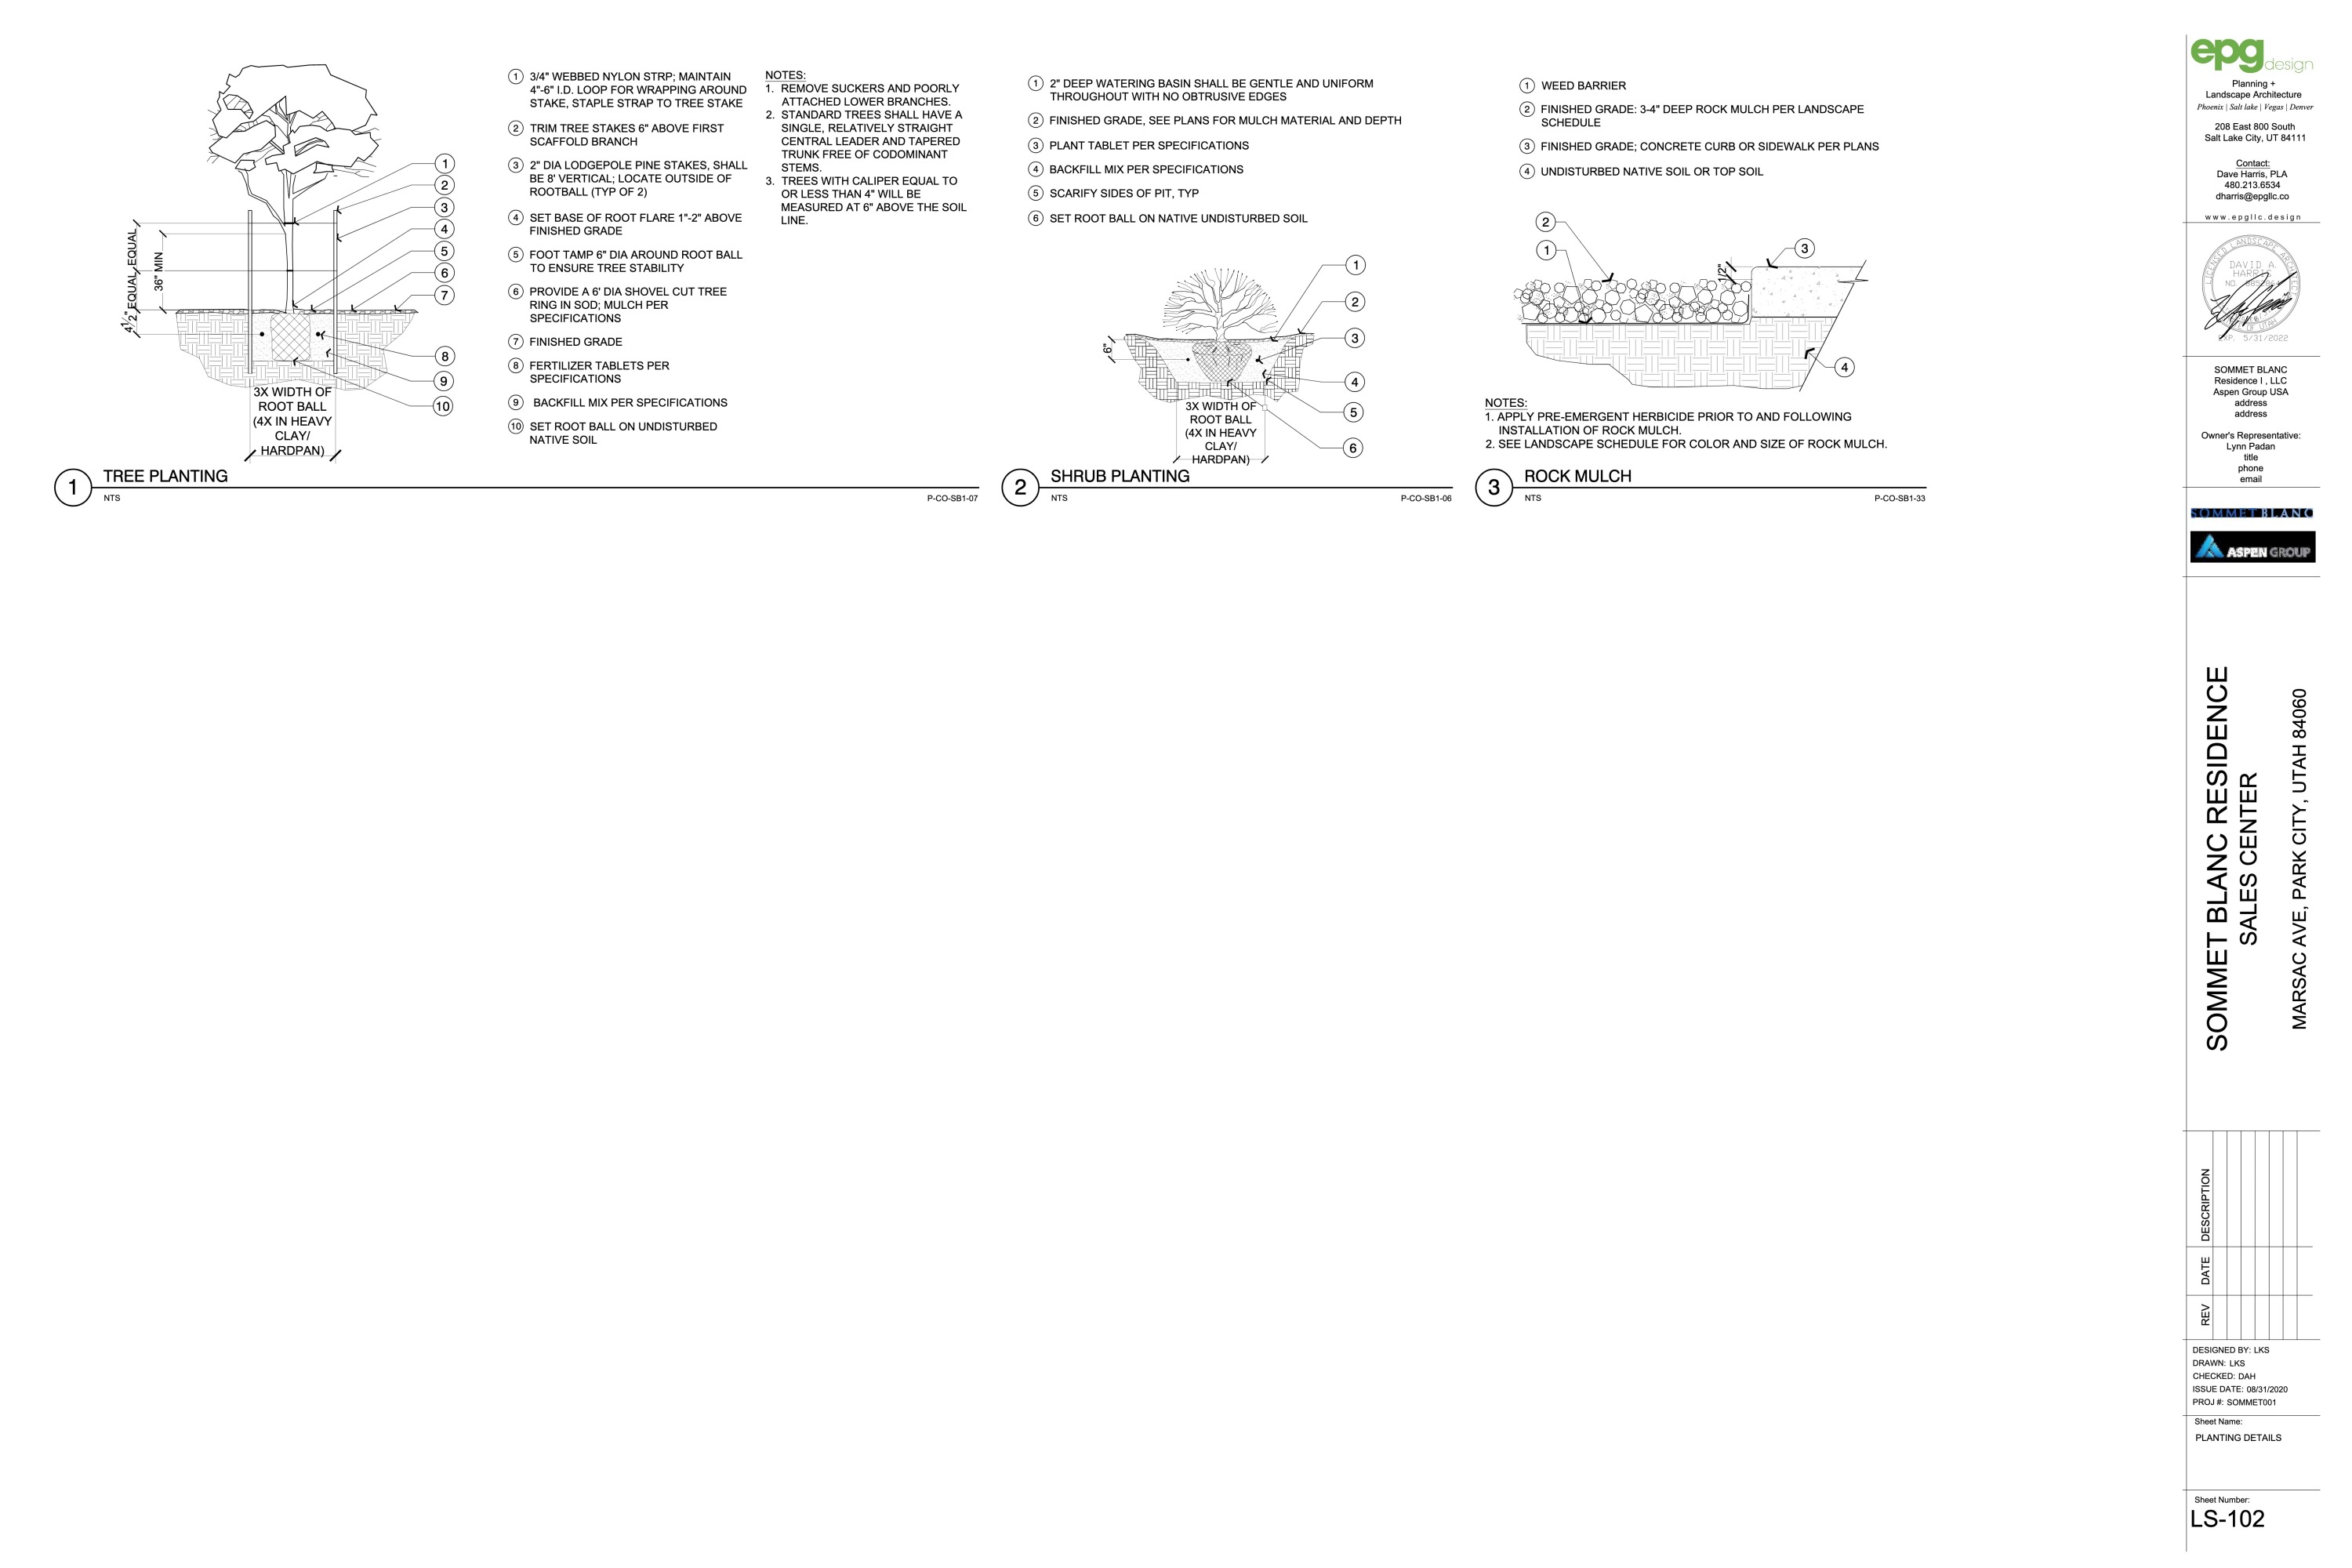 ① 3/4" WEBBED NYLON STRP; MAINTAIN
4"-6" I.D. LOOP FOR WRAPPING AROUND
STAKE, STAPLE STRAP TO TREE STAKE
② TRIM TREE STAKES 6" ABOVE FIRST
SCAFFOLD BRANCH
③ 2" DIA LODGEPOLE PINE STAKES, SHALL
BE 8' VERTICAL; LOCATE OUTSIDE OF
ROOTBALL (TYP OF 2)
④ SET BASE OF ROOT FLARE 1"-2" ABOVE
FINISHED GRADE
⑤ FOOT TAMP 6" DIA AROUND ROOT BALL
TO ENSURE TREE STABILITY
⑥ PROVIDE A 6' DIA SHOVEL CUT TREE
RING IN SOD; MULCH PER
SPECIFICATIONS
⑦ FINISHED GRADE
⑧ FERTILIZER TABLETS PER
SPECIFICATIONS
⑨ BACKFILL MIX PER SPECIFICATIONS
⑩ SET ROOT BALL ON UNDISTURBED
NATIVE SOIL
NOTES:
1. REMOVE SUCKERS AND POORLY
ATTACHED LOWER BRANCHES.
2. STANDARD TREES SHALL HAVE A
SINGLE, RELATIVELY STRAIGHT
CENTRAL LEADER AND TAPERED
TRUNK FREE OF CODOMINANT
STEMS.
3. TREES WITH CALIPER EQUAL TO
OR LESS THAN 4" WILL BE
MEASURED AT 6" ABOVE THE SOIL
LINE.
1
2
3
4
5
6
7
8
9
10
EQUAL
EQUAL
36" MIN
4½"
3X WIDTH OF
ROOT BALL
(4X IN HEAVY
CLAY/
HARDPAN)
1 TREE PLANTING
NTS P-CO-SB1-07
① 2" DEEP WATERING BASIN SHALL BE GENTLE AND UNIFORM
THROUGHOUT WITH NO OBTRUSIVE EDGES
② FINISHED GRADE, SEE PLANS FOR MULCH MATERIAL AND DEPTH
③ PLANT TABLET PER SPECIFICATIONS
④ BACKFILL MIX PER SPECIFICATIONS
⑤ SCARIFY SIDES OF PIT, TYP
⑥ SET ROOT BALL ON NATIVE UNDISTURBED SOIL
1
2
3
4
5
6
6"
3X WIDTH OF
ROOT BALL
(4X IN HEAVY
CLAY/
HARDPAN)
2 SHRUB PLANTING
NTS P-CO-SB1-06
① WEED BARRIER
② FINISHED GRADE: 3-4" DEEP ROCK MULCH PER LANDSCAPE
SCHEDULE
③ FINISHED GRADE; CONCRETE CURB OR SIDEWALK PER PLANS
④ UNDISTURBED NATIVE SOIL OR TOP SOIL
2
1
3
1/2"
4
NOTES:
1. APPLY PRE-EMERGENT HERBICIDE PRIOR TO AND FOLLOWING
INSTALLATION OF ROCK MULCH.
2. SEE LANDSCAPE SCHEDULE FOR COLOR AND SIZE OF ROCK MULCH.
3 ROCK MULCH
NTS P-CO-SB1-33
epg design
Planning +
Landscape Architecture
Phoenix | Salt lake | Vegas | Denver
208 East 800 South
Salt Lake City, UT 84111
Contact:
Dave Harris, PLA
480.213.6534
dharris@epgllc.co
www.epgllc.design
LICENSED LANDSCAPE ARCHITECT
DAVID A.
HARRIS
NO.
OF UTAH
EXP. 5/31/2022
SOMMET BLANC
Residence I , LLC
Aspen Group USA
address
address
Owner's Representative:
Lynn Padan
title
phone
email
SOMMET BLANC
ASPEN GROUP
SOMMET BLANC RESIDENCE
SALES CENTER
MARSAC AVE, PARK CITY, UTAH 84060
DESCRIPTION
DATE
REV
DESIGNED BY: LKS
DRAWN: LKS
CHECKED: DAH
ISSUE DATE: 08/31/2020
PROJ #: SOMMET001
Sheet Name:
PLANTING DETAILS
Sheet Number:
LS-102